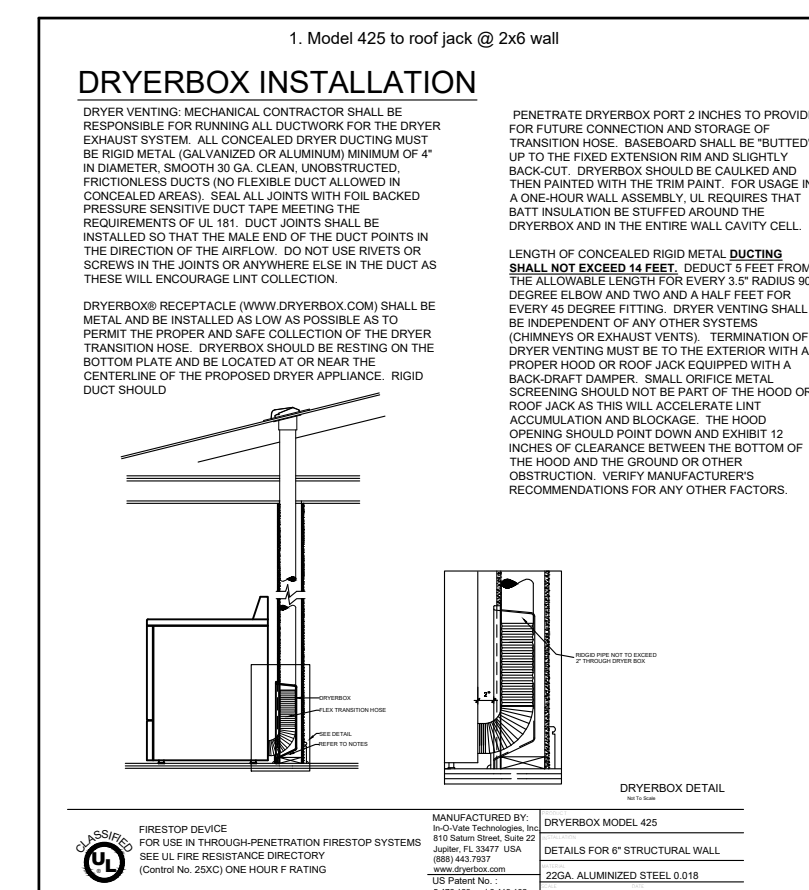 1. Model 425 to roof jack @ 2x6 wall
DRYERBOX INSTALLATION
DRYER VENTING: MECHANICAL CONTRACTOR SHALL BE
RESPONSIBLE FOR RUNNING ALL DUCTWORK FOR THE DRYER
EXHAUST SYSTEM. ALL CONCEALED DRYER DUCTING MUST
BE RIGID METAL (GALVANIZED OR ALUMINUM) MINIMUM OF 4"
IN DIAMETER, SMOOTH 30 GA. CLEAN, UNOBSTRUCTED,
FRICTIONLESS DUCTS (NO FLEXIBLE DUCT ALLOWED IN
CONCEALED AREAS). SEAL ALL JOINTS WITH FOIL BACKED
PRESSURE SENSITIVE DUCT TAPE MEETING THE
REQUIREMENTS OF UL 181. DUCT JOINTS SHALL BE
INSTALLED SO THAT THE MALE END OF THE DUCT POINTS IN
THE DIRECTION OF THE AIRFLOW. DO NOT USE RIVETS OR
SCREWS IN THE JOINTS OR ANYWHERE ELSE IN THE DUCT AS
THESE WILL ENCOURAGE LINT COLLECTION.
DRYERBOX® RECEPTACLE (WWW.DRYERBOX.COM) SHALL BE
METAL AND BE INSTALLED AS LOW AS POSSIBLE AS TO
PERMIT THE PROPER AND SAFE COLLECTION OF THE DRYER
TRANSITION HOSE. DRYERBOX SHOULD BE RESTING ON THE
BOTTOM PLATE AND BE LOCATED AT OR NEAR THE
CENTERLINE OF THE PROPOSED DRYER APPLIANCE. RIGID
DUCT SHOULD
PENETRATE DRYERBOX PORT 2 INCHES TO PROVID
FOR FUTURE CONNECTION AND STORAGE OF
TRANSITION HOSE. BASEBOARD SHALL BE "BUTTED"
UP TO THE FIXED EXTENSION RIM AND SLIGHTLY
BACK-CUT. DRYERBOX SHOULD BE CAULKED AND
THEN PAINTED WITH THE TRIM PAINT. FOR USAGE IN
A ONE-HOUR WALL ASSEMBLY, UL REQUIRES THAT
BATT INSULATION BE STUFFED AROUND THE
DRYERBOX AND IN THE ENTIRE WALL CAVITY CELL.
LENGTH OF CONCEALED RIGID METAL DUCTING
SHALL NOT EXCEED 14 FEET. DEDUCT 5 FEET FROM
THE ALLOWABLE LENGTH FOR EVERY 3.5" RADIUS 90
DEGREE ELBOW AND TWO AND A HALF FEET FOR
EVERY 45 DEGREE FITTING. DRYER VENTING SHALL
BE INDEPENDENT OF ANY OTHER SYSTEMS
(CHIMNEYS OR EXHAUST VENTS). TERMINATION OF
DRYER VENTING MUST BE TO THE EXTERIOR WITH A
PROPER HOOD OR ROOF JACK EQUIPPED WITH A
BACK-DRAFT DAMPER. SMALL ORIFICE METAL
SCREENING SHOULD NOT BE PART OF THE HOOD OR
ROOF JACK AS THIS WILL ACCELERATE LINT
ACCUMULATION AND BLOCKAGE. THE HOOD
OPENING SHOULD POINT DOWN AND EXHIBIT 12
INCHES OF CLEARANCE BETWEEN THE BOTTOM OF
THE HOOD AND THE GROUND OR OTHER
OBSTRUCTION. VERIFY MANUFACTURER'S
RECOMMENDATIONS FOR ANY OTHER FACTORS.
DRYERBOX
FLEX TRANSITION HOSE
SEE DETAIL
REFER TO NOTES
RIDGID PIPE NOT TO EXCEED
2" THROUGH DRYER BOX
2"
DRYERBOX DETAIL
Not To Scale
CLASSIFIED
UL
®
FIRESTOP DEVICE
FOR USE IN THROUGH-PENETRATION FIRESTOP SYSTEMS
SEE UL FIRE RESISTANCE DIRECTORY
(Control No. 25XC) ONE HOUR F RATING
MANUFACTURED BY:
In-O-Vate Technologies, Inc.
810 Saturn Street, Suite 22
Jupiter, FL 33477 USA
(888) 443.7937
www.dryerbox.com
US Patent No. :
DRYERBOX MODEL 425
DETAILS FOR 6" STRUCTURAL WALL
MATERIAL
22GA. ALUMINIZED STEEL 0.018
SCALE DATE